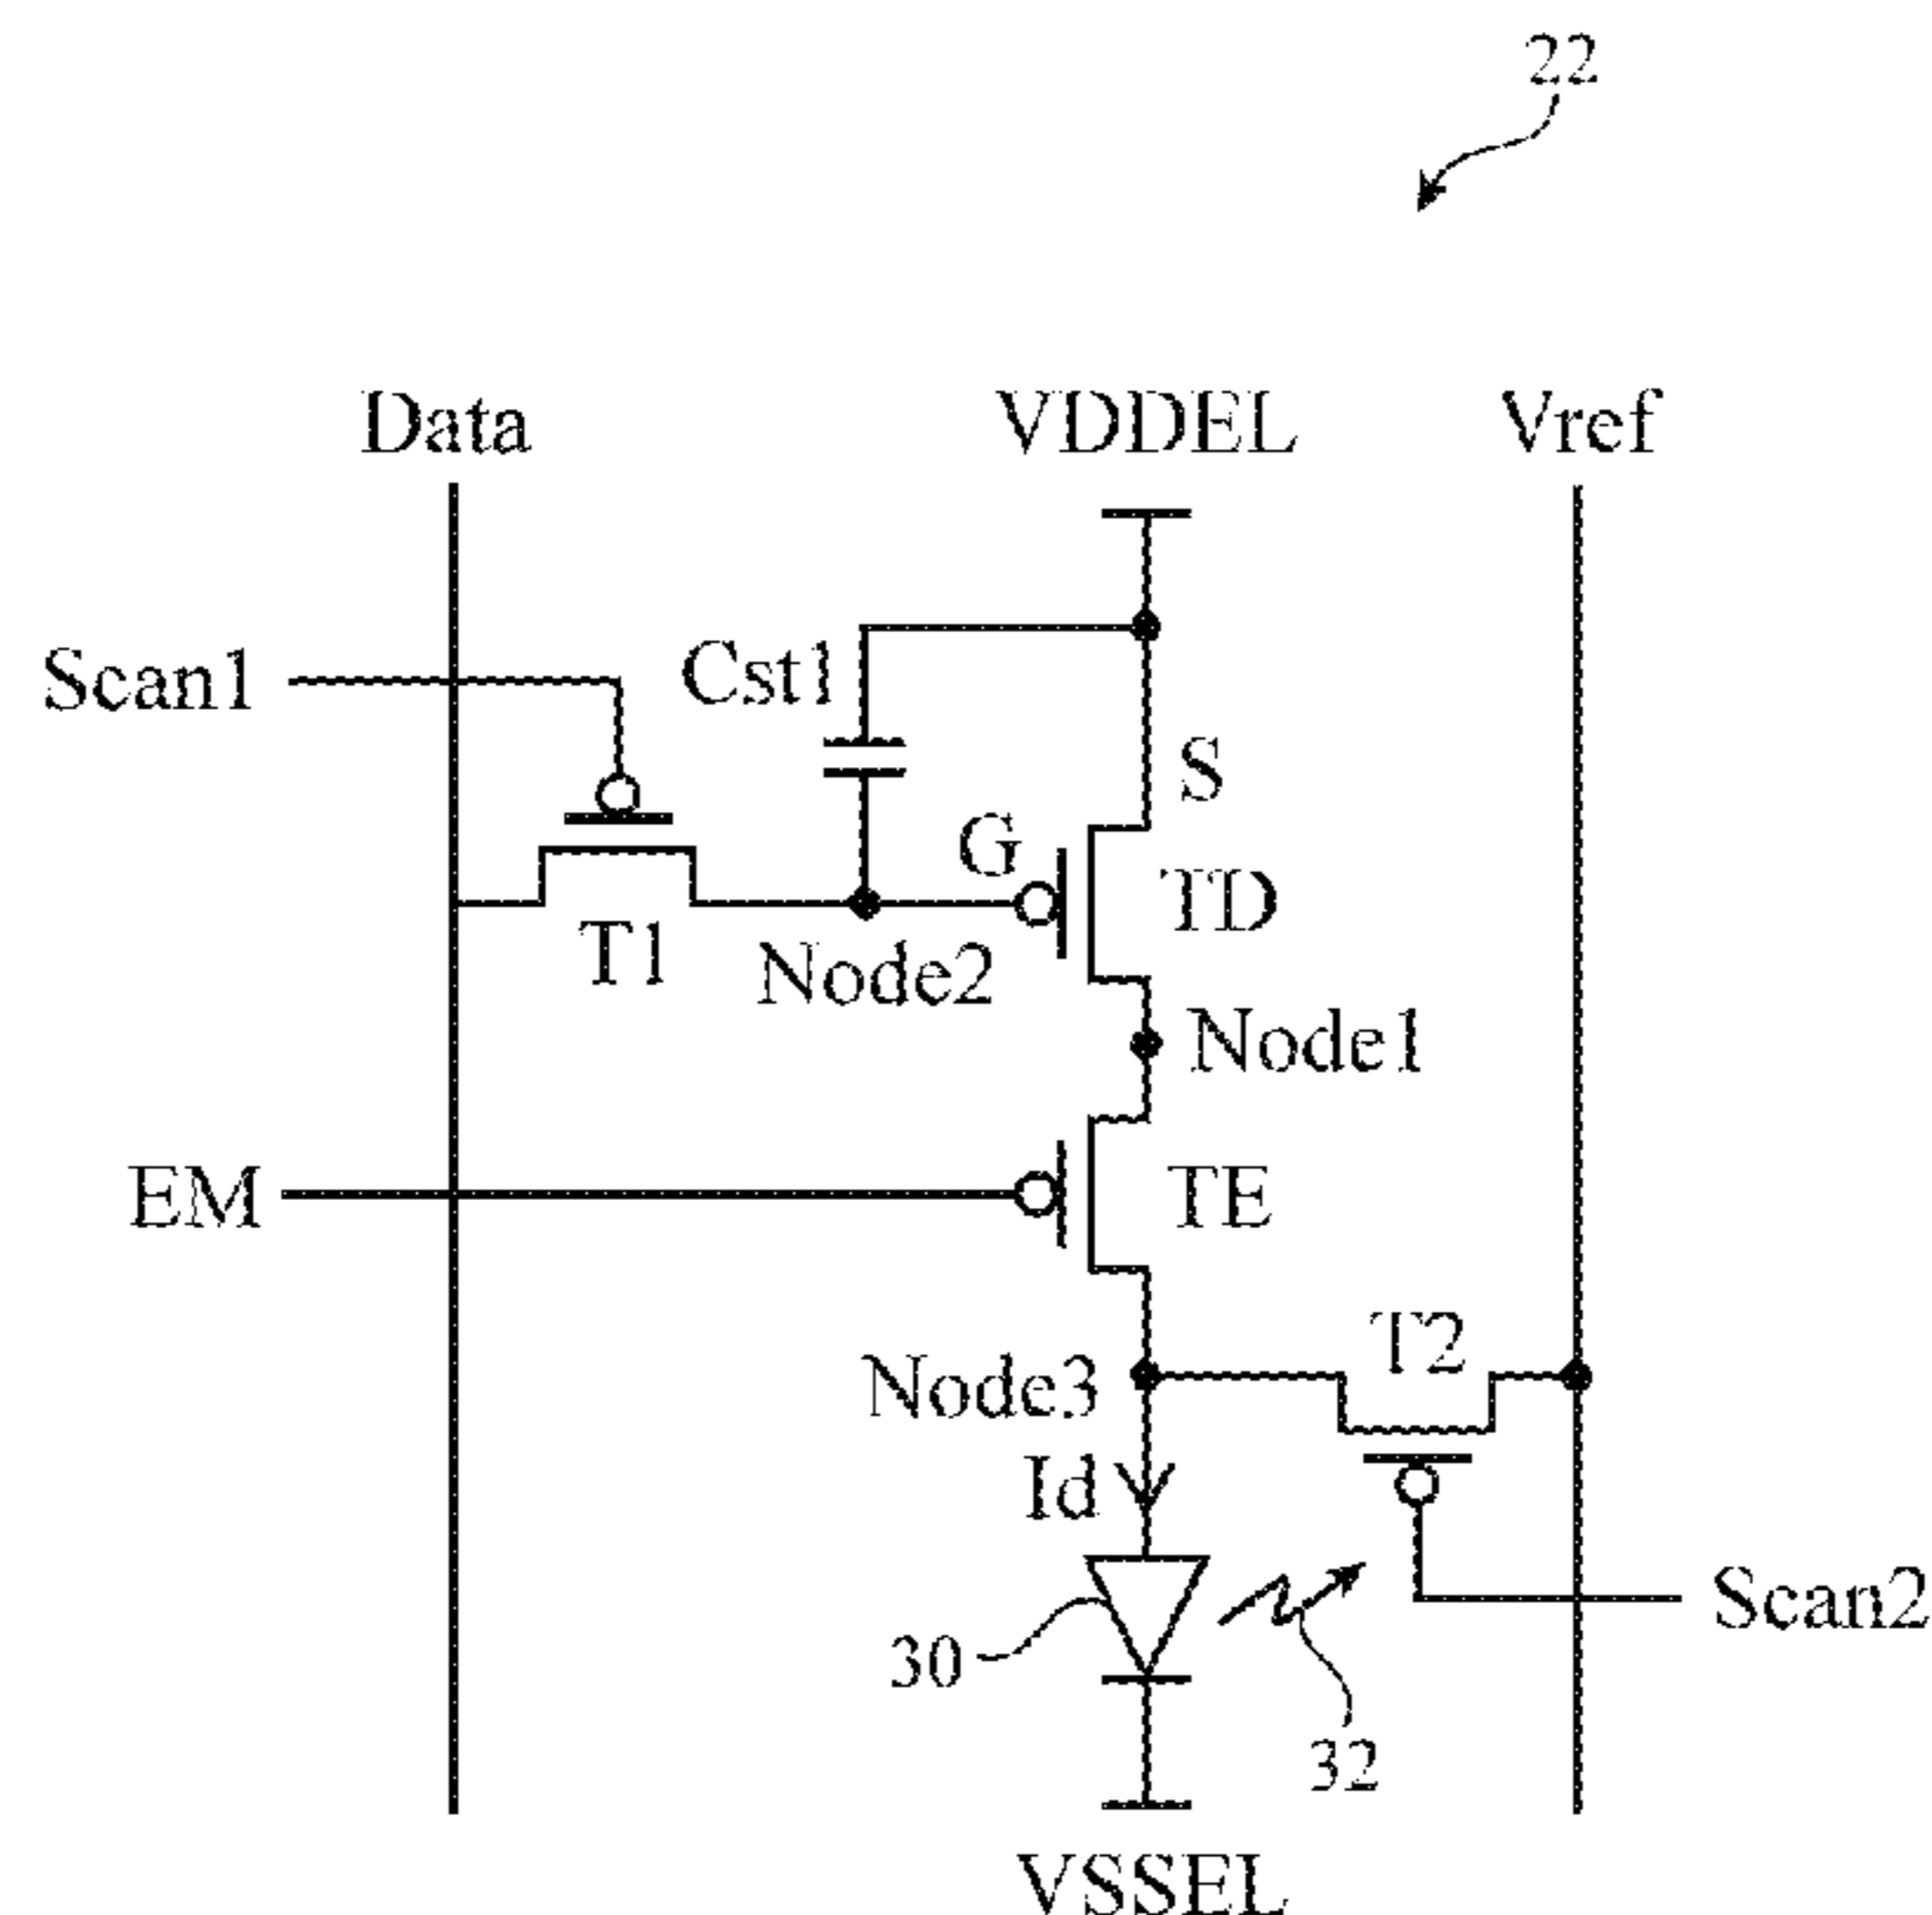 22
Data
VDDEL
Vref
Scan1
Cst1
S
G
TD
T1
Node2
Node1
EM
TE
T2
Node3
Id
30
Scan2
32
VSSEL